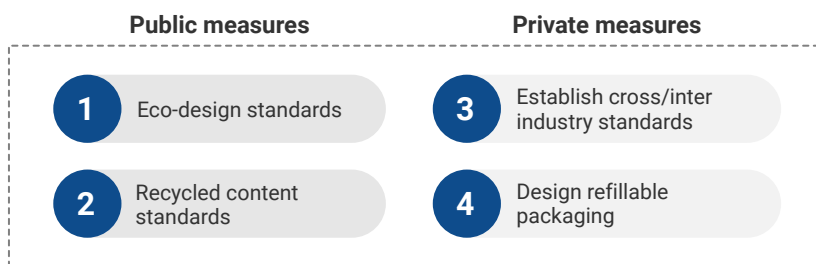 Public measures
Private measures
1
Eco-design standards
2
Recycled content
standards
3
Establish cross/inter
industry standards
4
Design refillable
packaging